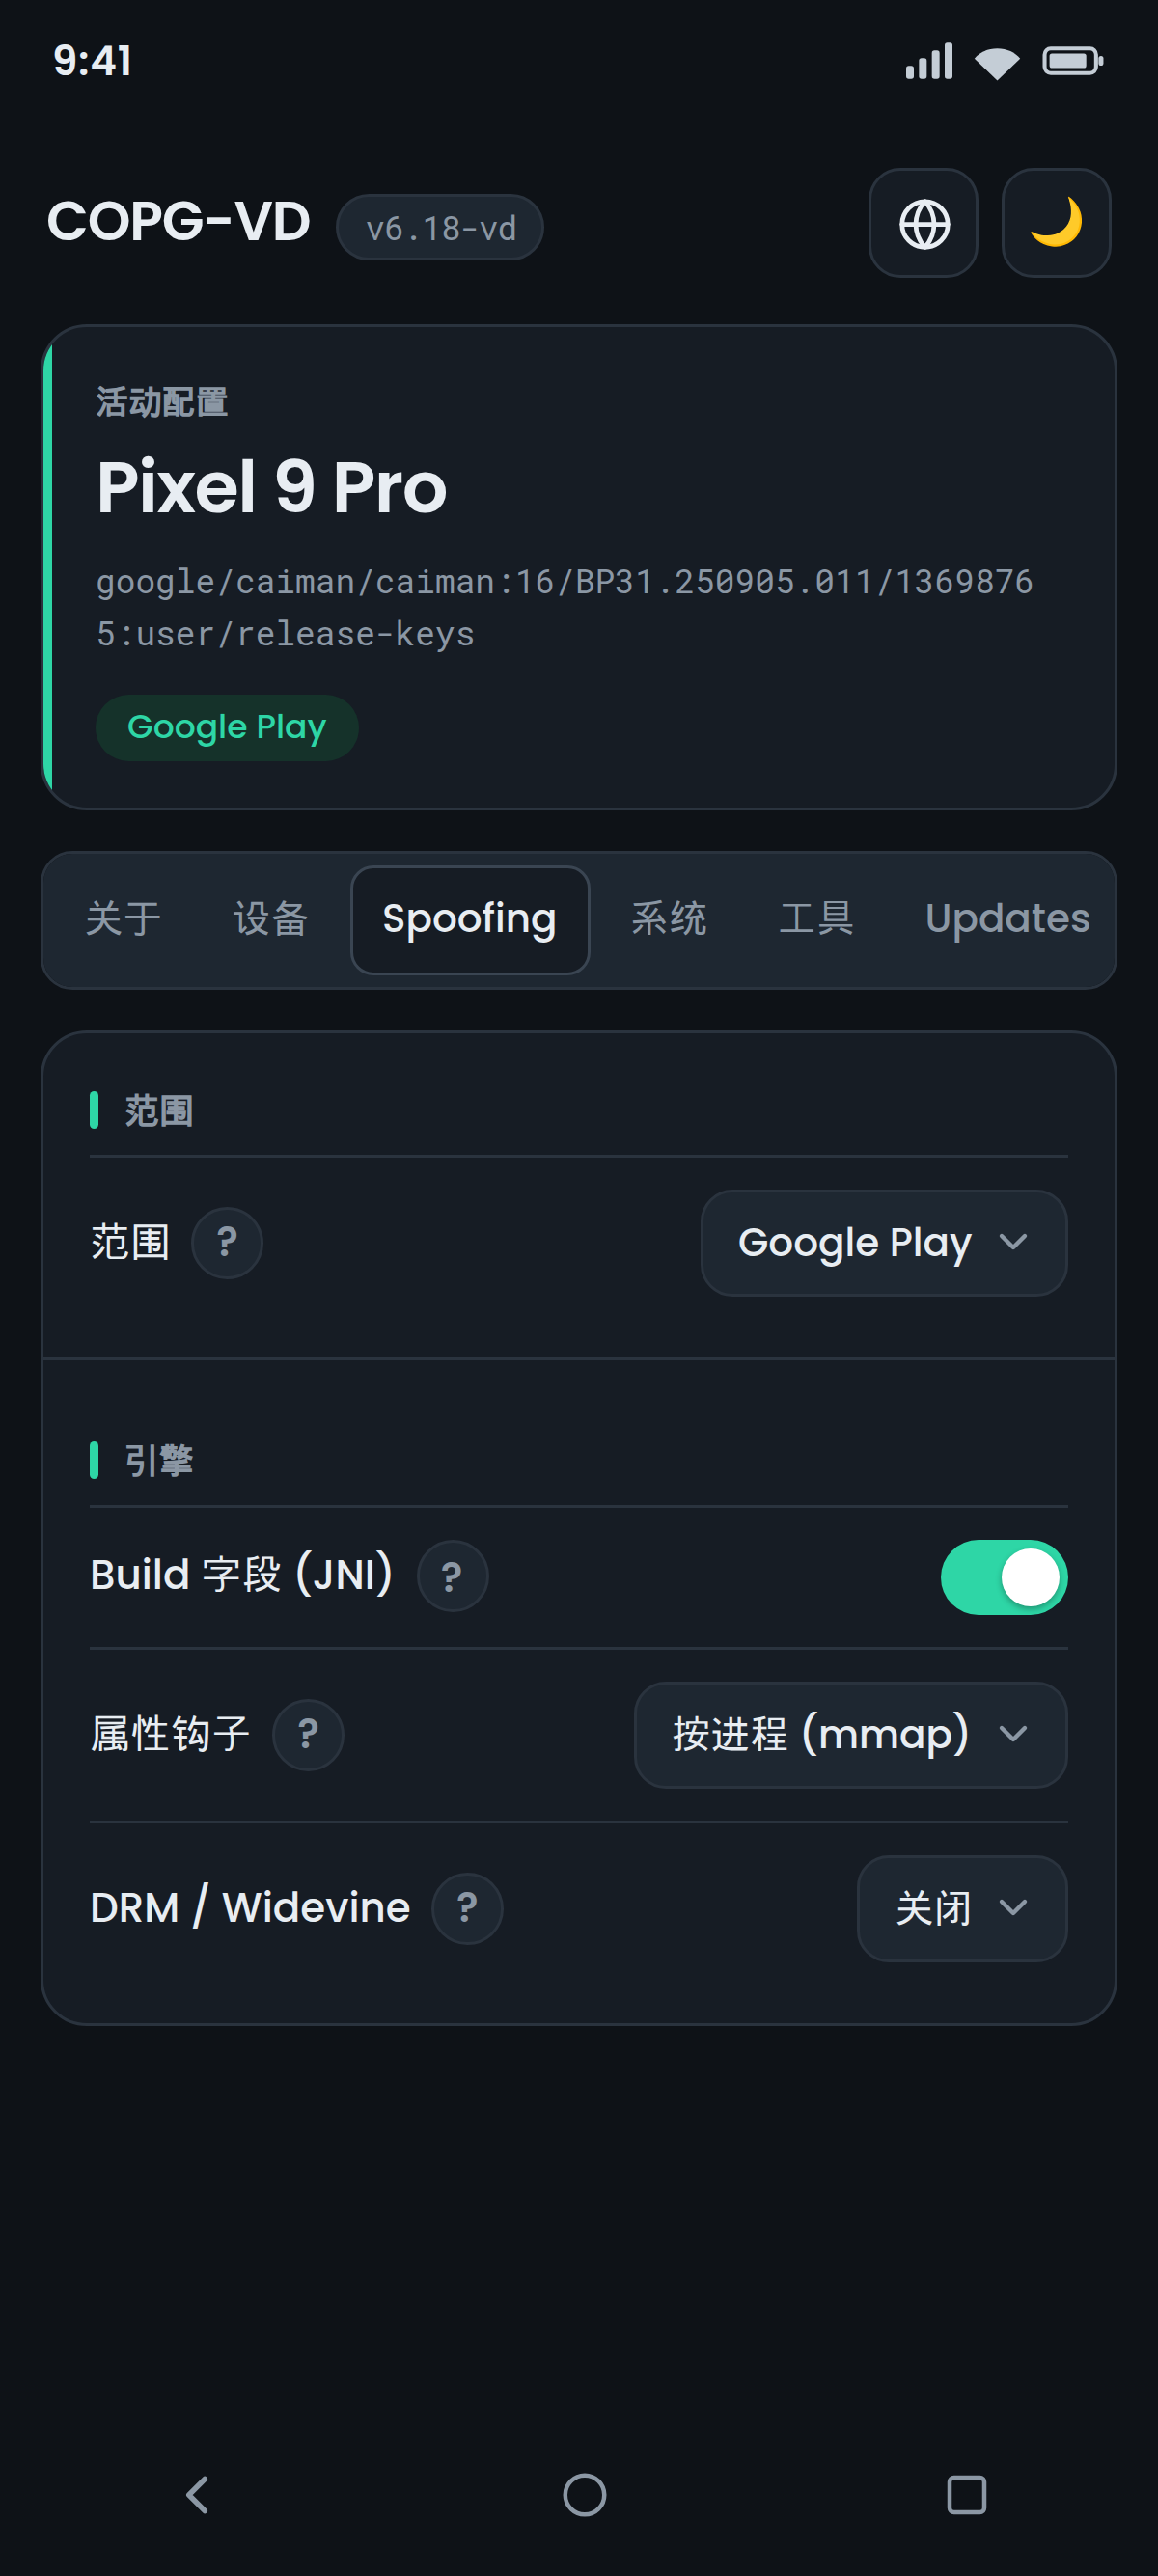 9:41
COPG-VD v6.18-vd
活动配置
Pixel 9 Pro
google/caiman/caiman:16/BP31.250905.011/1369876
5:user/release-keys
Google Play
关于 设备 Spoofing 系统 工具 Updates
范围
范围 ? Google Play
引擎
Build 字段 (JNI) ?
属性钩子 ? 按进程 (mmap)
DRM / Widevine ? 关闭